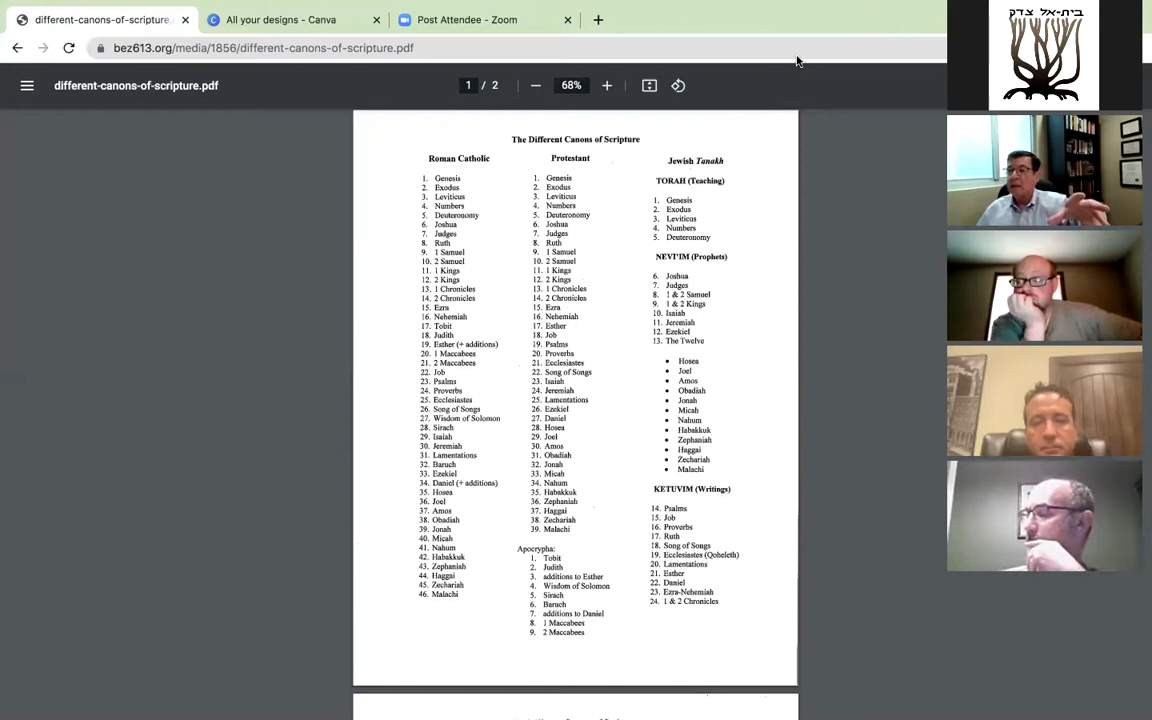 different-canons-of-scripture.
All your designs – Canva
Post Attendee - Zoom
bez613.org/media/1856/different-canons-of-scripture.pdf
different-canons-of-scripture.pdf
1 / 2
68%
בית-אל צדק
The Different Canons of Scripture
Roman Catholic
1. Genesis
2. Exodus
3. Leviticus
4. Numbers
5. Deuteronomy
6. Joshua
7. Judges
8. Ruth
9. 1 Samuel
10. 2 Samuel
11. 1 Kings
12. 2 Kings
13. 1 Chronicles
14. 2 Chronicles
15. Ezra
16. Nehemiah
17. Tobit
18. Judith
19. Esther (+ additions)
20. 1 Maccabees
21. 2 Maccabees
22. Job
23. Psalms
24. Proverbs
25. Ecclesiastes
26. Song of Songs
27. Wisdom of Solomon
28. Sirach
29. Isaiah
30. Jeremiah
31. Lamentations
32. Baruch
33. Ezekiel
34. Daniel (+ additions)
35. Hosea
36. Joel
37. Amos
38. Obadiah
39. Jonah
40. Micah
41. Nahum
42. Habakkuk
43. Zephaniah
44. Haggai
45. Zechariah
46. Malachi
Protestant
1. Genesis
2. Exodus
3. Leviticus
4. Numbers
5. Deuteronomy
6. Joshua
7. Judges
8. Ruth
9. 1 Samuel
10. 2 Samuel
11. 1 Kings
12. 2 Kings
13. 1 Chronicles
14. 2 Chronicles
15. Ezra
16. Nehemiah
17. Esther
18. Job
19. Psalms
20. Proverbs
21. Ecclesiastes
22. Song of Songs
23. Isaiah
24. Jeremiah
25. Lamentations
26. Ezekiel
27. Daniel
28. Hosea
29. Joel
30. Amos
31. Obadiah
32. Jonah
33. Micah
34. Nahum
35. Habakkuk
36. Zephaniah
37. Haggai
38. Zechariah
39. Malachi
Apocrypha:
1. Tobit
2. Judith
3. additions to Esther
4. Wisdom of Solomon
5. Sirach
6. Baruch
7. additions to Daniel
8. 1 Maccabees
9. 2 Maccabees
Jewish Tanakh
TORAH (Teaching)
1. Genesis
2. Exodus
3. Leviticus
4. Numbers
5. Deuteronomy
NEVI'IM (Prophets)
6. Joshua
7. Judges
8. 1 & 2 Samuel
9. 1 & 2 Kings
10. Isaiah
11. Jeremiah
12. Ezekiel
13. The Twelve
• Hosea
• Joel
• Amos
• Obadiah
• Jonah
• Micah
• Nahum
• Habakkuk
• Zephaniah
• Haggai
• Zechariah
• Malachi
KETUVIM (Writings)
14. Psalms
15. Job
16. Proverbs
17. Ruth
18. Song of Songs
19. Ecclesiastes (Qoheleth)
20. Lamentations
21. Esther
22. Daniel
23. Ezra-Nehemiah
24. 1 & 2 Chronicles